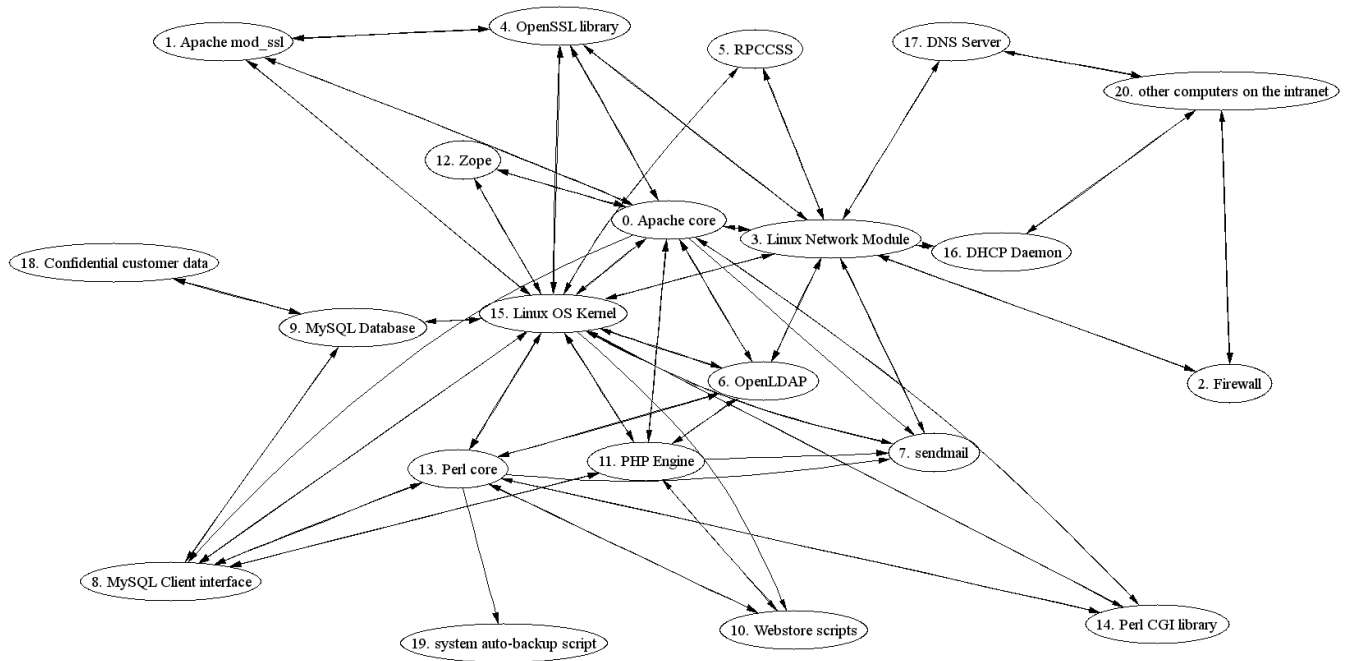 4. OpenSSL library
1. Apache mod_ssl
5. RPCCSS
17. DNS Server
20. other computers on the intranet
12. Zope
0. Apache core
3. Linux Network Module
16. DHCP Daemon
18. Confidential customer data
15. Linux OS Kernel
9. MySQL Database
6. OpenLDAP
2. Firewall
7. sendmail
11. PHP Engine
13. Perl core
8. MySQL Client interface
14. Perl CGI library
10. Webstore scripts
19. system auto-backup script